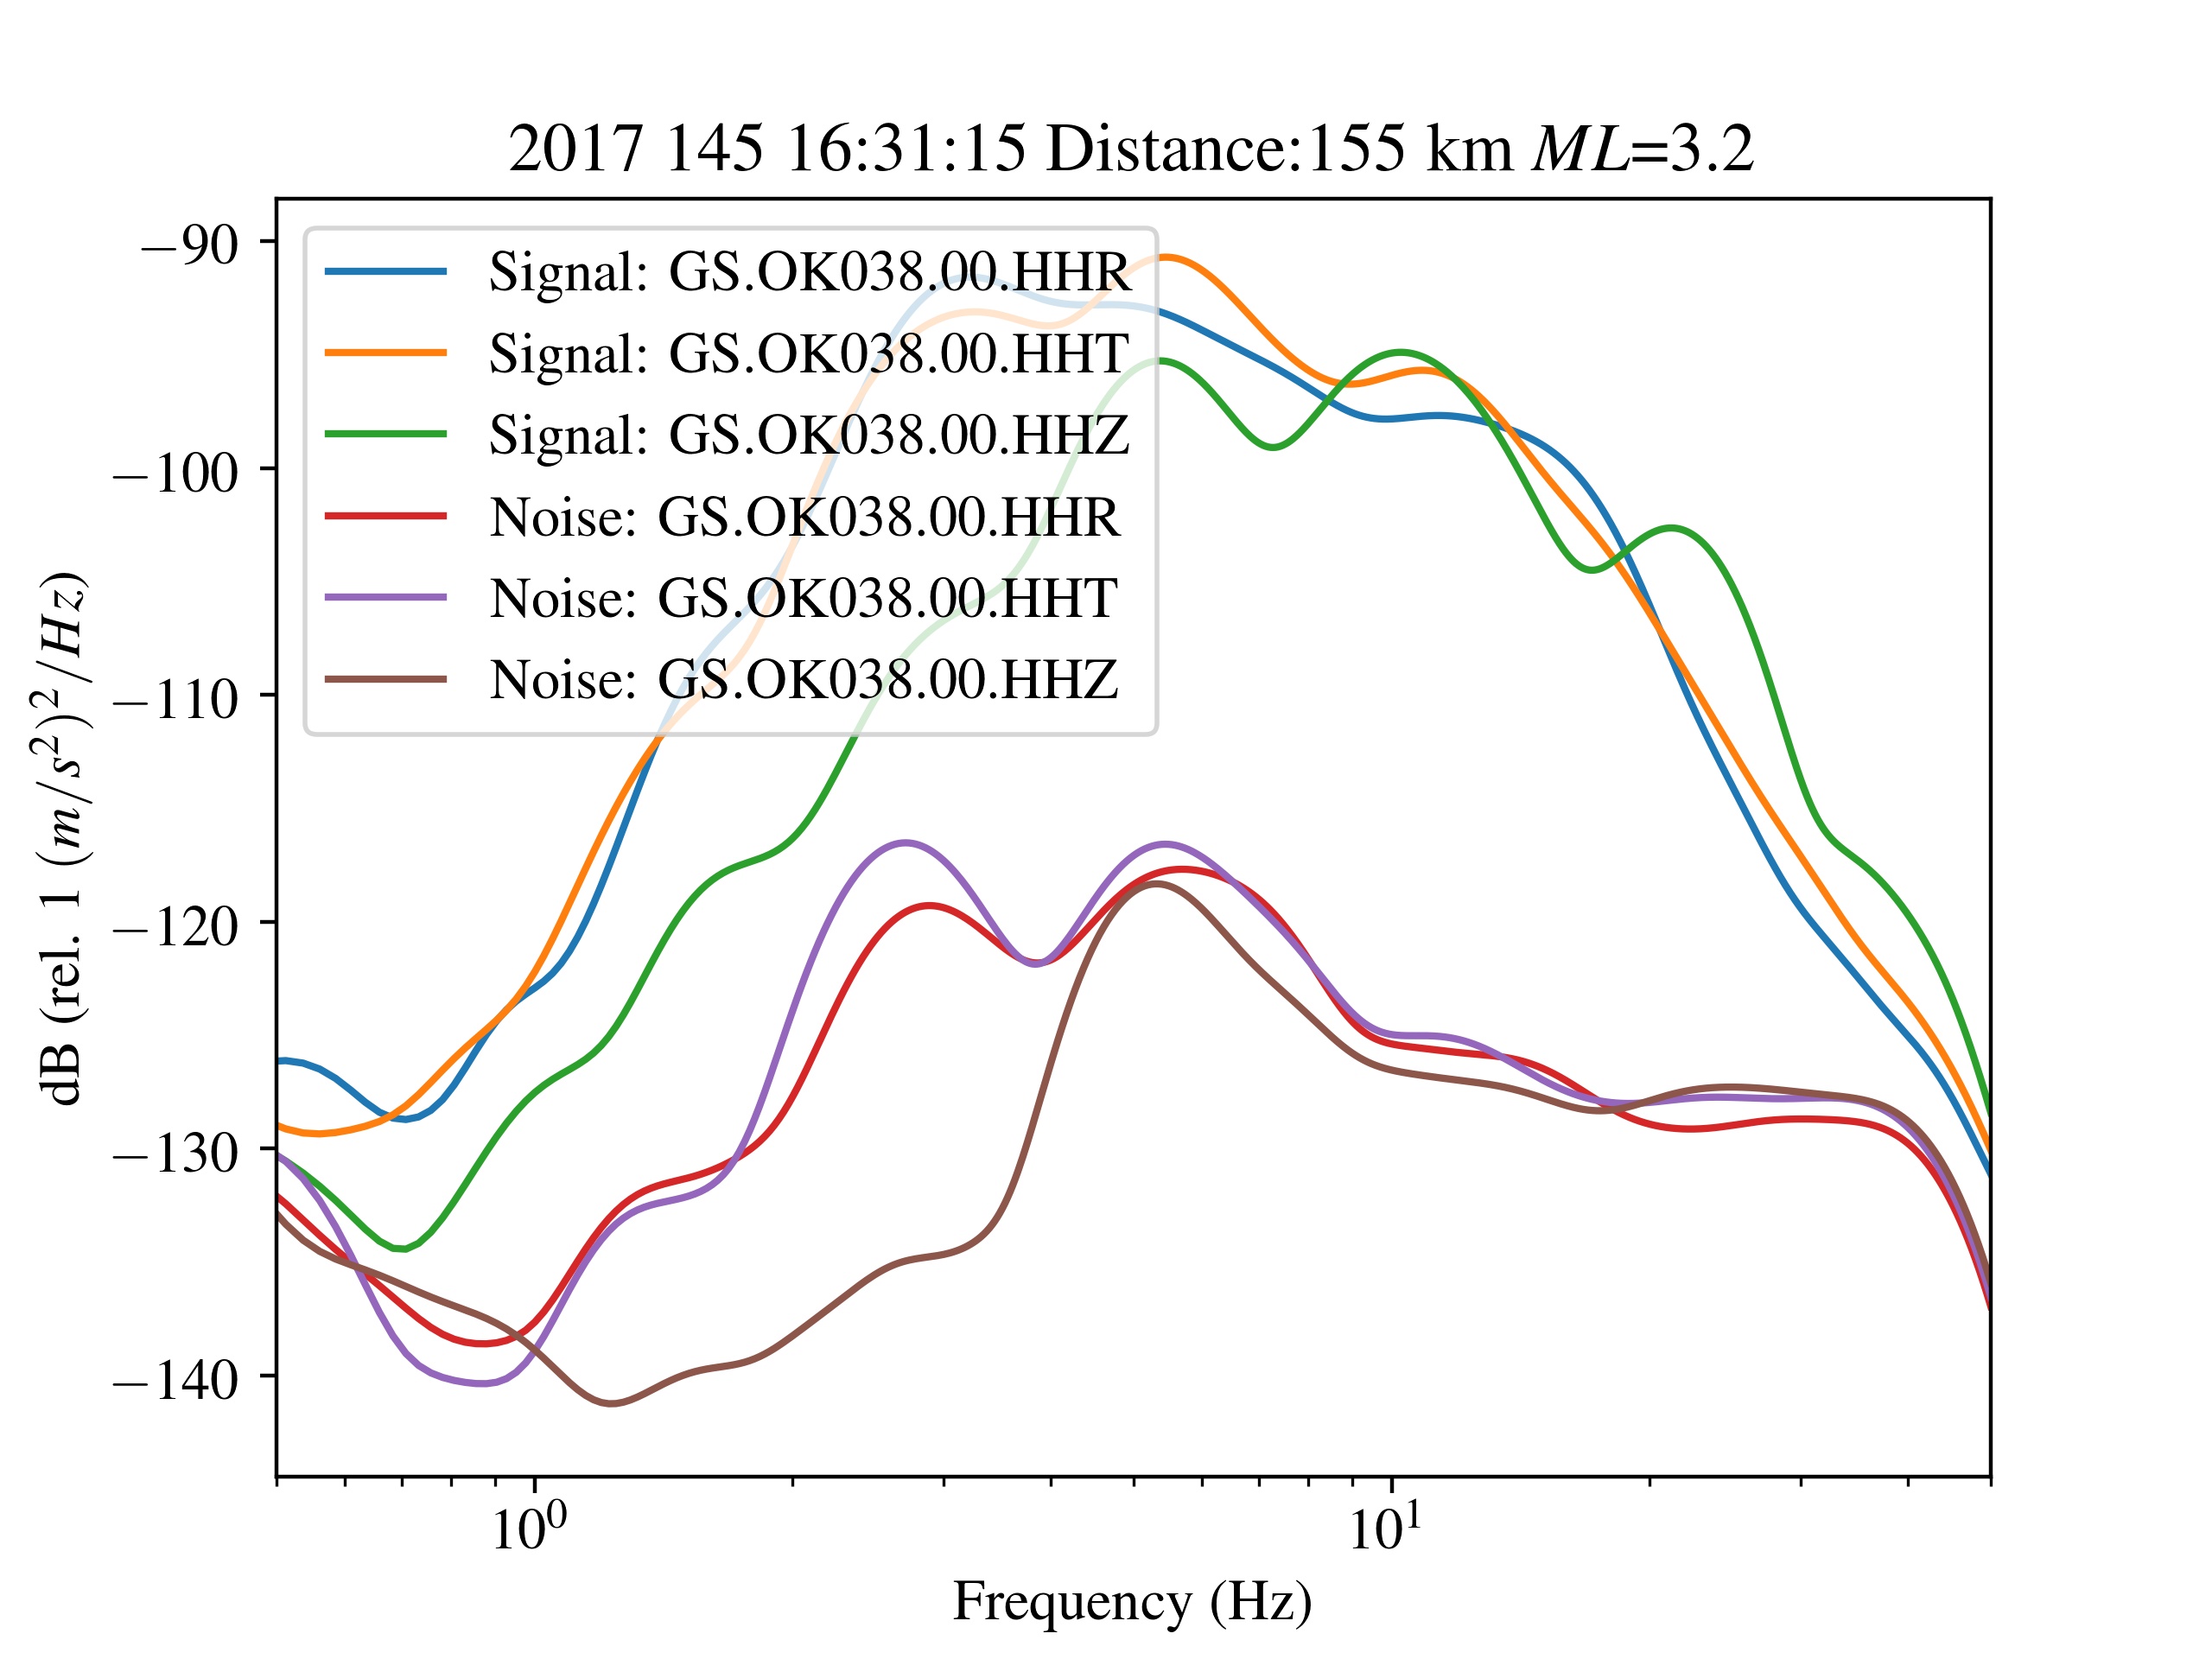 2017 145 16:31:15 Distance:155 km ML=3.2
dB (rel. 1 (m/s²)²//Hz)
−90
−100
−110
−120
−130
−140
Signal: GS.OK038.00.HHR
Signal: GS.OK038.00.HHT
Signal: GS.OK038.00.HHZ
Noise: GS.OK038.00.HHR
Noise: GS.OK038.00.HHT
Noise: GS.OK038.00.HHZ
10⁰ 10¹
Frequency (Hz)